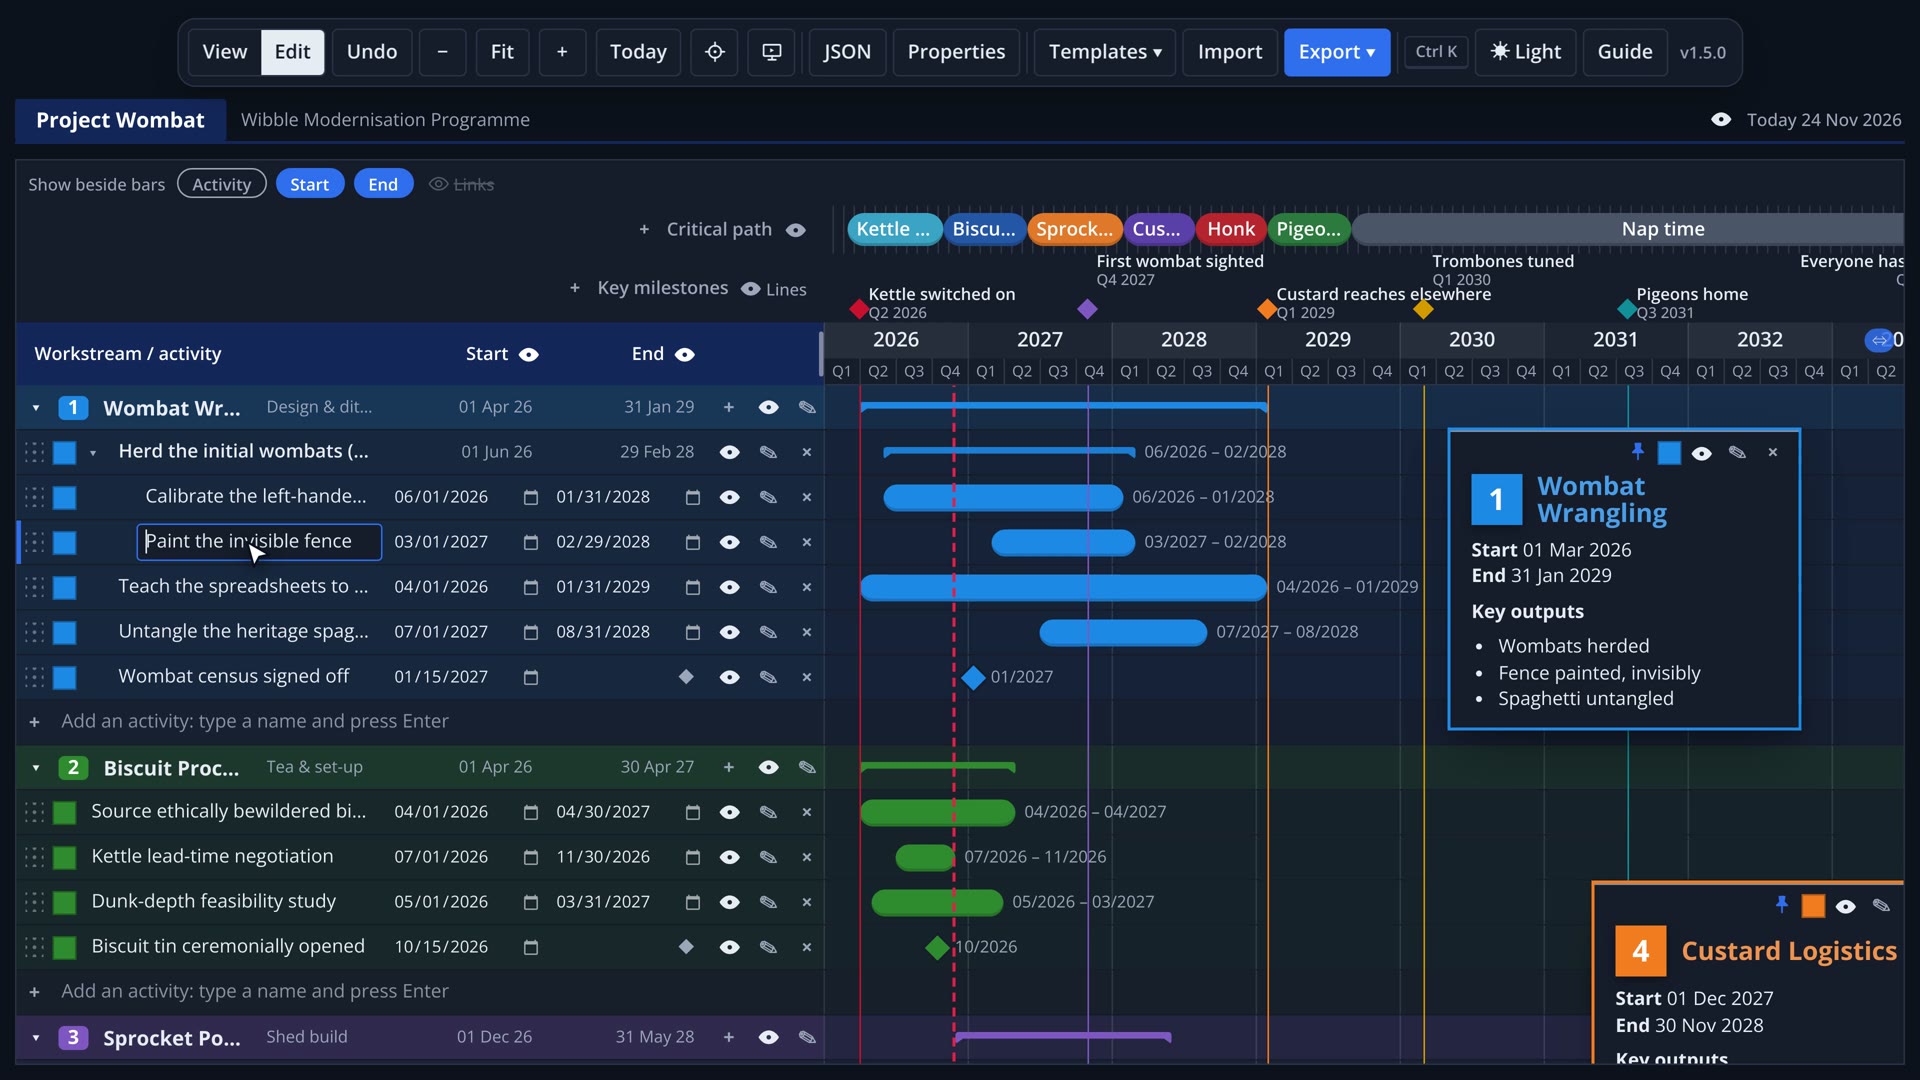 View Edit Undo − Fit + Today JSON Properties Templates ▾ Import Export ▾ Ctrl K Light Guide v1.5.0
Project Wombat Wibble Modernisation Programme Today 24 Nov 2026
Show beside bars Activity Start End Links
+ Critical path Kettle ... Biscu... Sprock... Cus... Honk Pigeo... Nap time
First wombat sighted Trombones tuned Everyone has
Q4 2027 Q1 2030
+ Key milestones Lines Kettle switched on Custard reaches elsewhere Pigeons home
Q2 2026 Q1 2029 Q3 2031
Workstream / activity Start End 2026 2027 2028 2029 2030 2031 2032
Q1 Q2 Q3 Q4 Q1 Q2 Q3 Q4 Q1 Q2 Q3 Q4 Q1 Q2 Q3 Q4 Q1 Q2 Q3 Q4 Q1 Q2 Q3 Q4 Q1 Q2 Q3 Q4 Q1 Q2
1 Wombat Wr... Design & dit... 01 Apr 26 31 Jan 29 +
Herd the initial wombats (... 01 Jun 26 29 Feb 28 × 06/2026 – 02/2028
Calibrate the left-hande... 06/01/2026 01/31/2028 × 06/2026 – 01/2028
Paint the invisible fence 03/01/2027 02/29/2028 × 03/2027 – 02/2028
Teach the spreadsheets to ... 04/01/2026 01/31/2029 × 04/2026 – 01/2029
Untangle the heritage spag... 07/01/2027 08/31/2028 × 07/2027 – 08/2028
Wombat census signed off 01/15/2027 × 01/2027
+ Add an activity: type a name and press Enter
1 Wombat
Wrangling
Start 01 Mar 2026
End 31 Jan 2029
Key outputs
• Wombats herded
• Fence painted, invisibly
• Spaghetti untangled
2 Biscuit Proc... Tea & set-up 01 Apr 26 30 Apr 27 +
Source ethically bewildered bi... 04/01/2026 04/30/2027 × 04/2026 – 04/2027
Kettle lead-time negotiation 07/01/2026 11/30/2026 × 07/2026 – 11/2026
Dunk-depth feasibility study 05/01/2026 03/31/2027 × 05/2026 – 03/2027
Biscuit tin ceremonially opened 10/15/2026 × 10/2026
+ Add an activity: type a name and press Enter
3 Sprocket Po... Shed build 01 Dec 26 31 May 28 +
4 Custard Logistics
Start 01 Dec 2027
End 30 Nov 2028
Key outputs